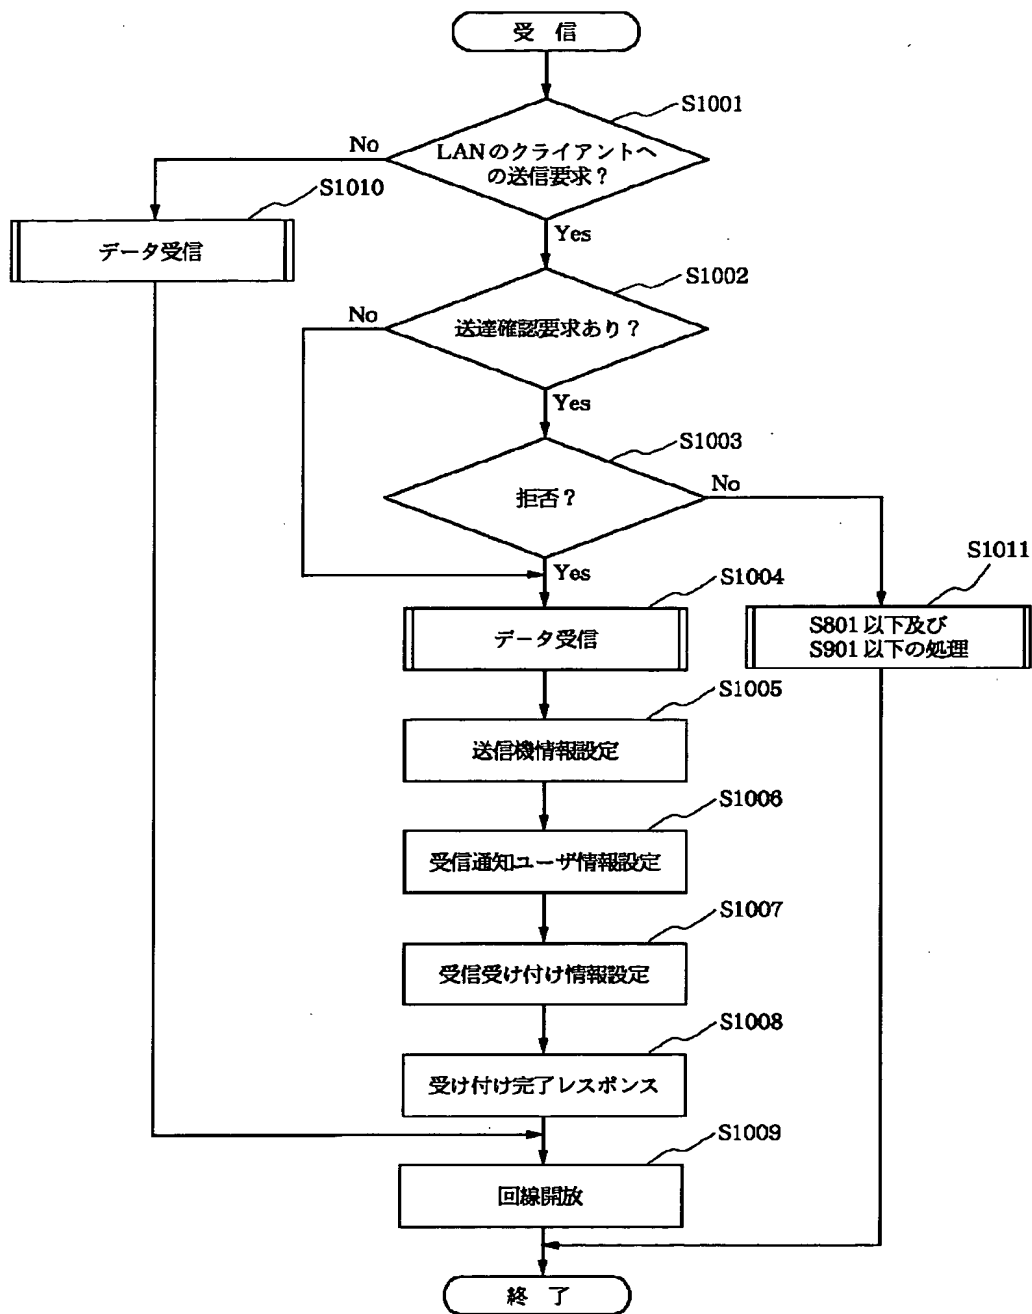 受 信
S1001
LANのクライアントへ
の送信要求？
No
Yes
S1010
データ受信
S1002
送達確認要求あり？
No
Yes
S1003
拒否？
No
Yes
S1004
データ受信
S1011
S801以下及び
S901以下の処理
S1005
送信機情報設定
S1006
受信通知ユーザ情報設定
S1007
受信受け付け情報設定
S1008
受け付け完了レスポンス
S1009
回線開放
終 了